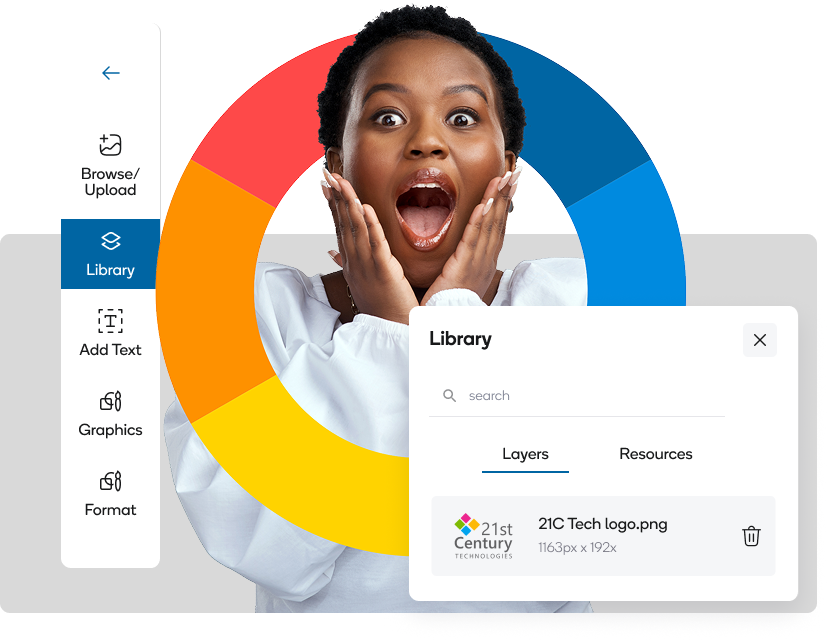 Browse/
Upload
Library
Add Text
Graphics
Format
Library
search
Layers
Resources
21st
Century
TECHNOLOGIES
21C Tech logo.png
1163px x 192x